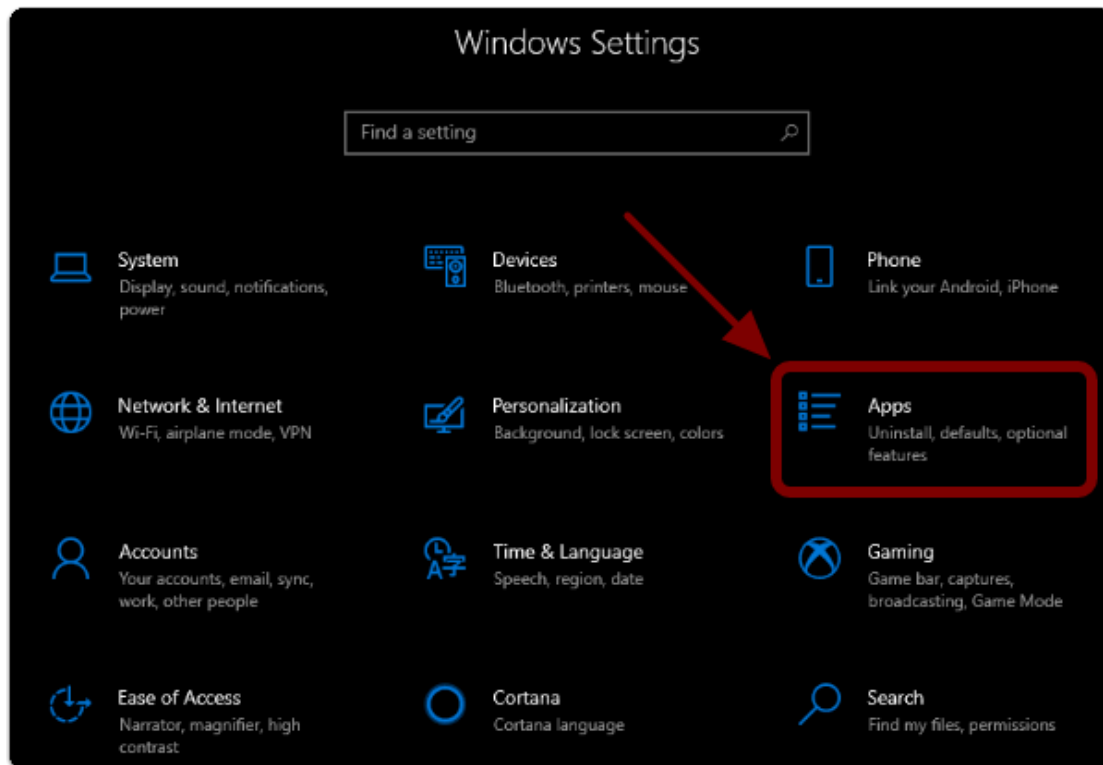 Windows Settings
Find a setting
System
Display, sound, notifications,
power
Devices
Bluetooth, printers, mouse
Phone
Link your Android, iPhone
Network & Internet
Wi-Fi, airplane mode, VPN
Personalization
Background, lock screen, colors
Apps
Uninstall, defaults, optional
features
Accounts
Your accounts, email, sync,
work, other people
Time & Language
Speech, region, date
Gaming
Game bar, captures,
broadcasting, Game Mode
Ease of Access
Narrator, magnifier, high
contrast
Cortana
Cortana language
Search
Find my files, permissions